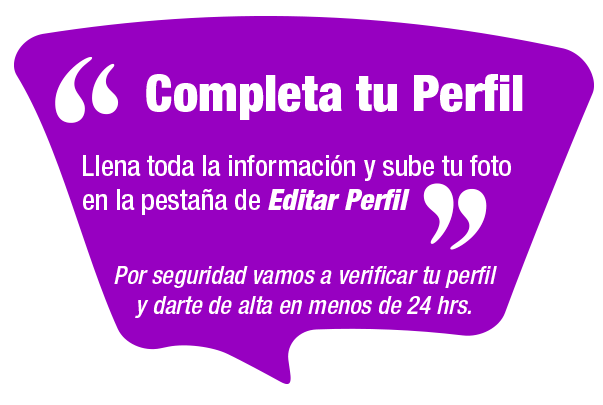 “ Completa tu Perfil
Llena toda la información y sube tu foto
en la pestaña de Editar Perfil ”
Por seguridad vamos a verificar tu perfil
y darte de alta en menos de 24 hrs.